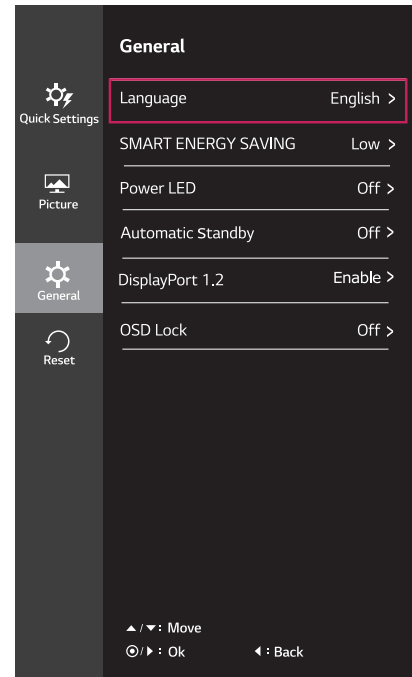 General
Quick Settings
Picture
General
Reset
Language English >
SMART ENERGY SAVING Low >
Power LED Off >
Automatic Standby Off >
DisplayPort 1.2 Enable >
OSD Lock Off >
▲/▼: Move
◉/▶ : Ok ◀ : Back